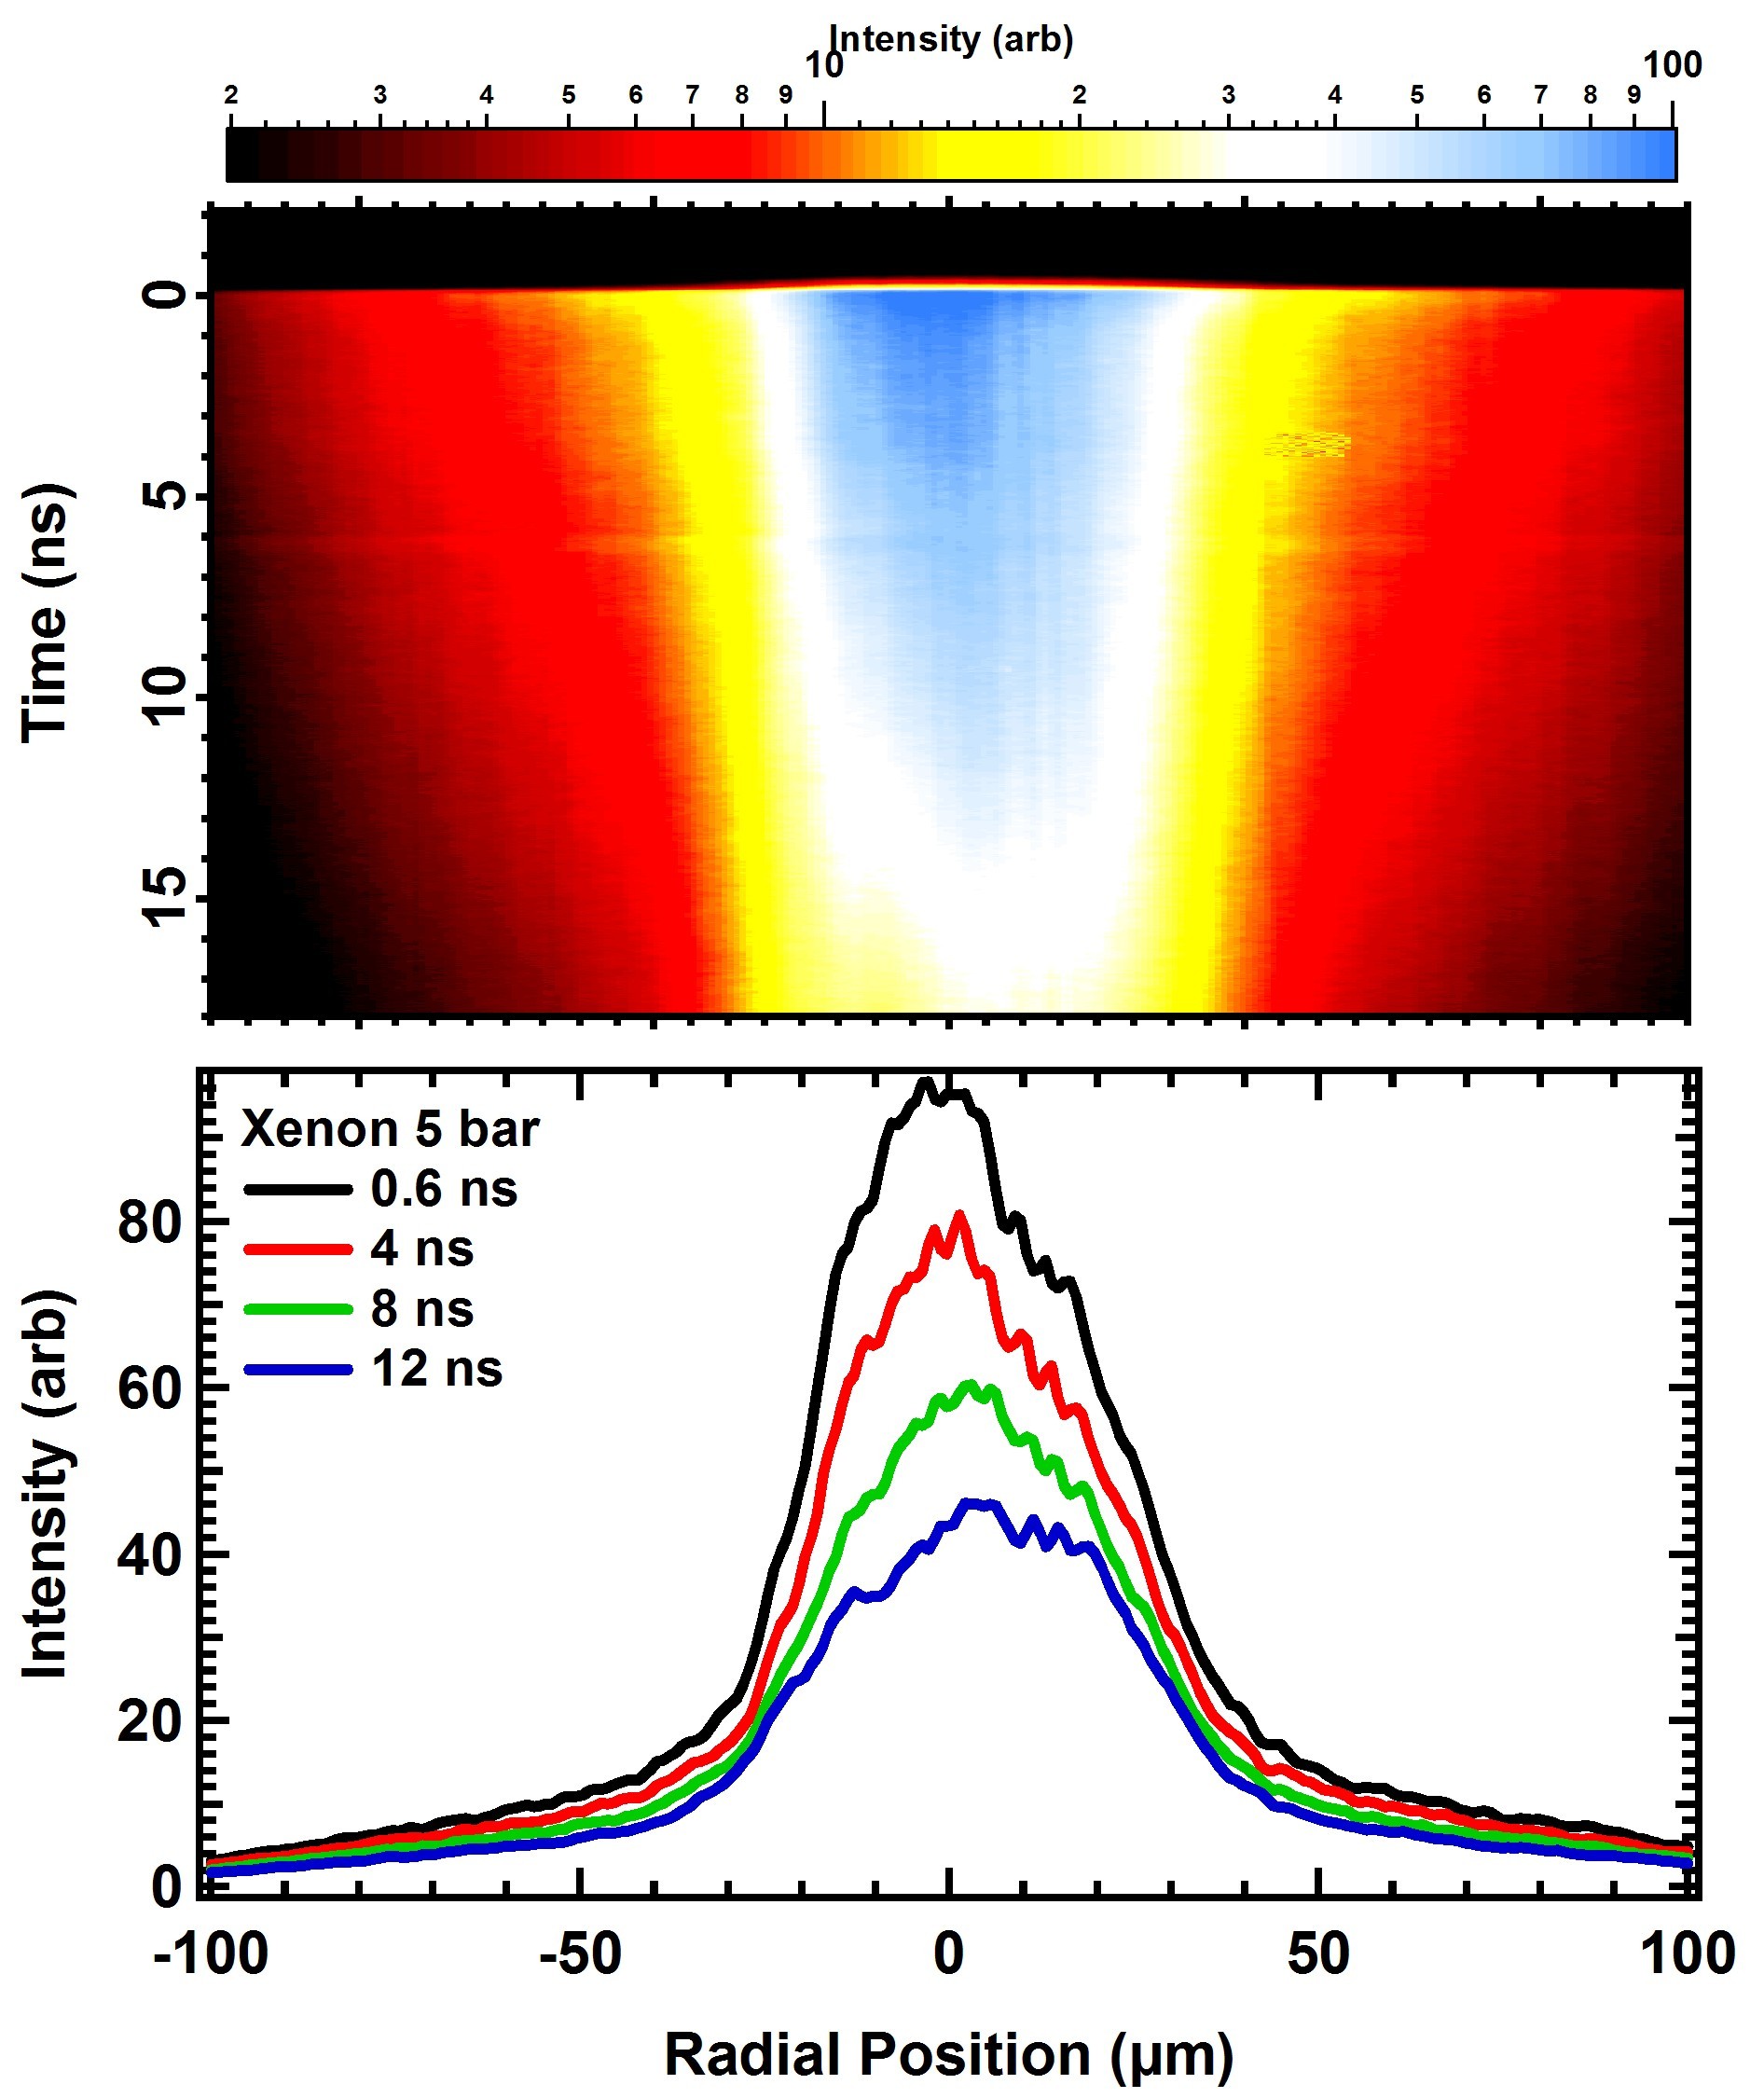 Intensity (arb)
10 100
2 3 4 5 6 7 8 9 2 3 4 5 6 7 8 9
Time (ns)
0
5
10
15
Xenon 5 bar
0.6 ns
4 ns
8 ns
12 ns
Intensity (arb)
80
60
40
20
0
-100 -50 0 50 100
Radial Position (µm)